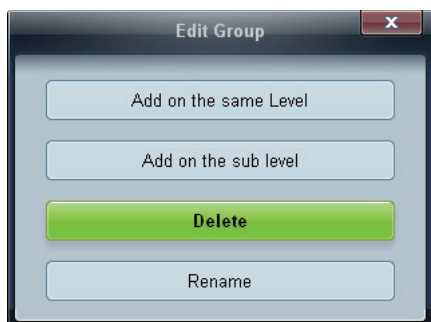 Edit Group
x
Add on the same Level
Add on the sub level
Delete
Rename